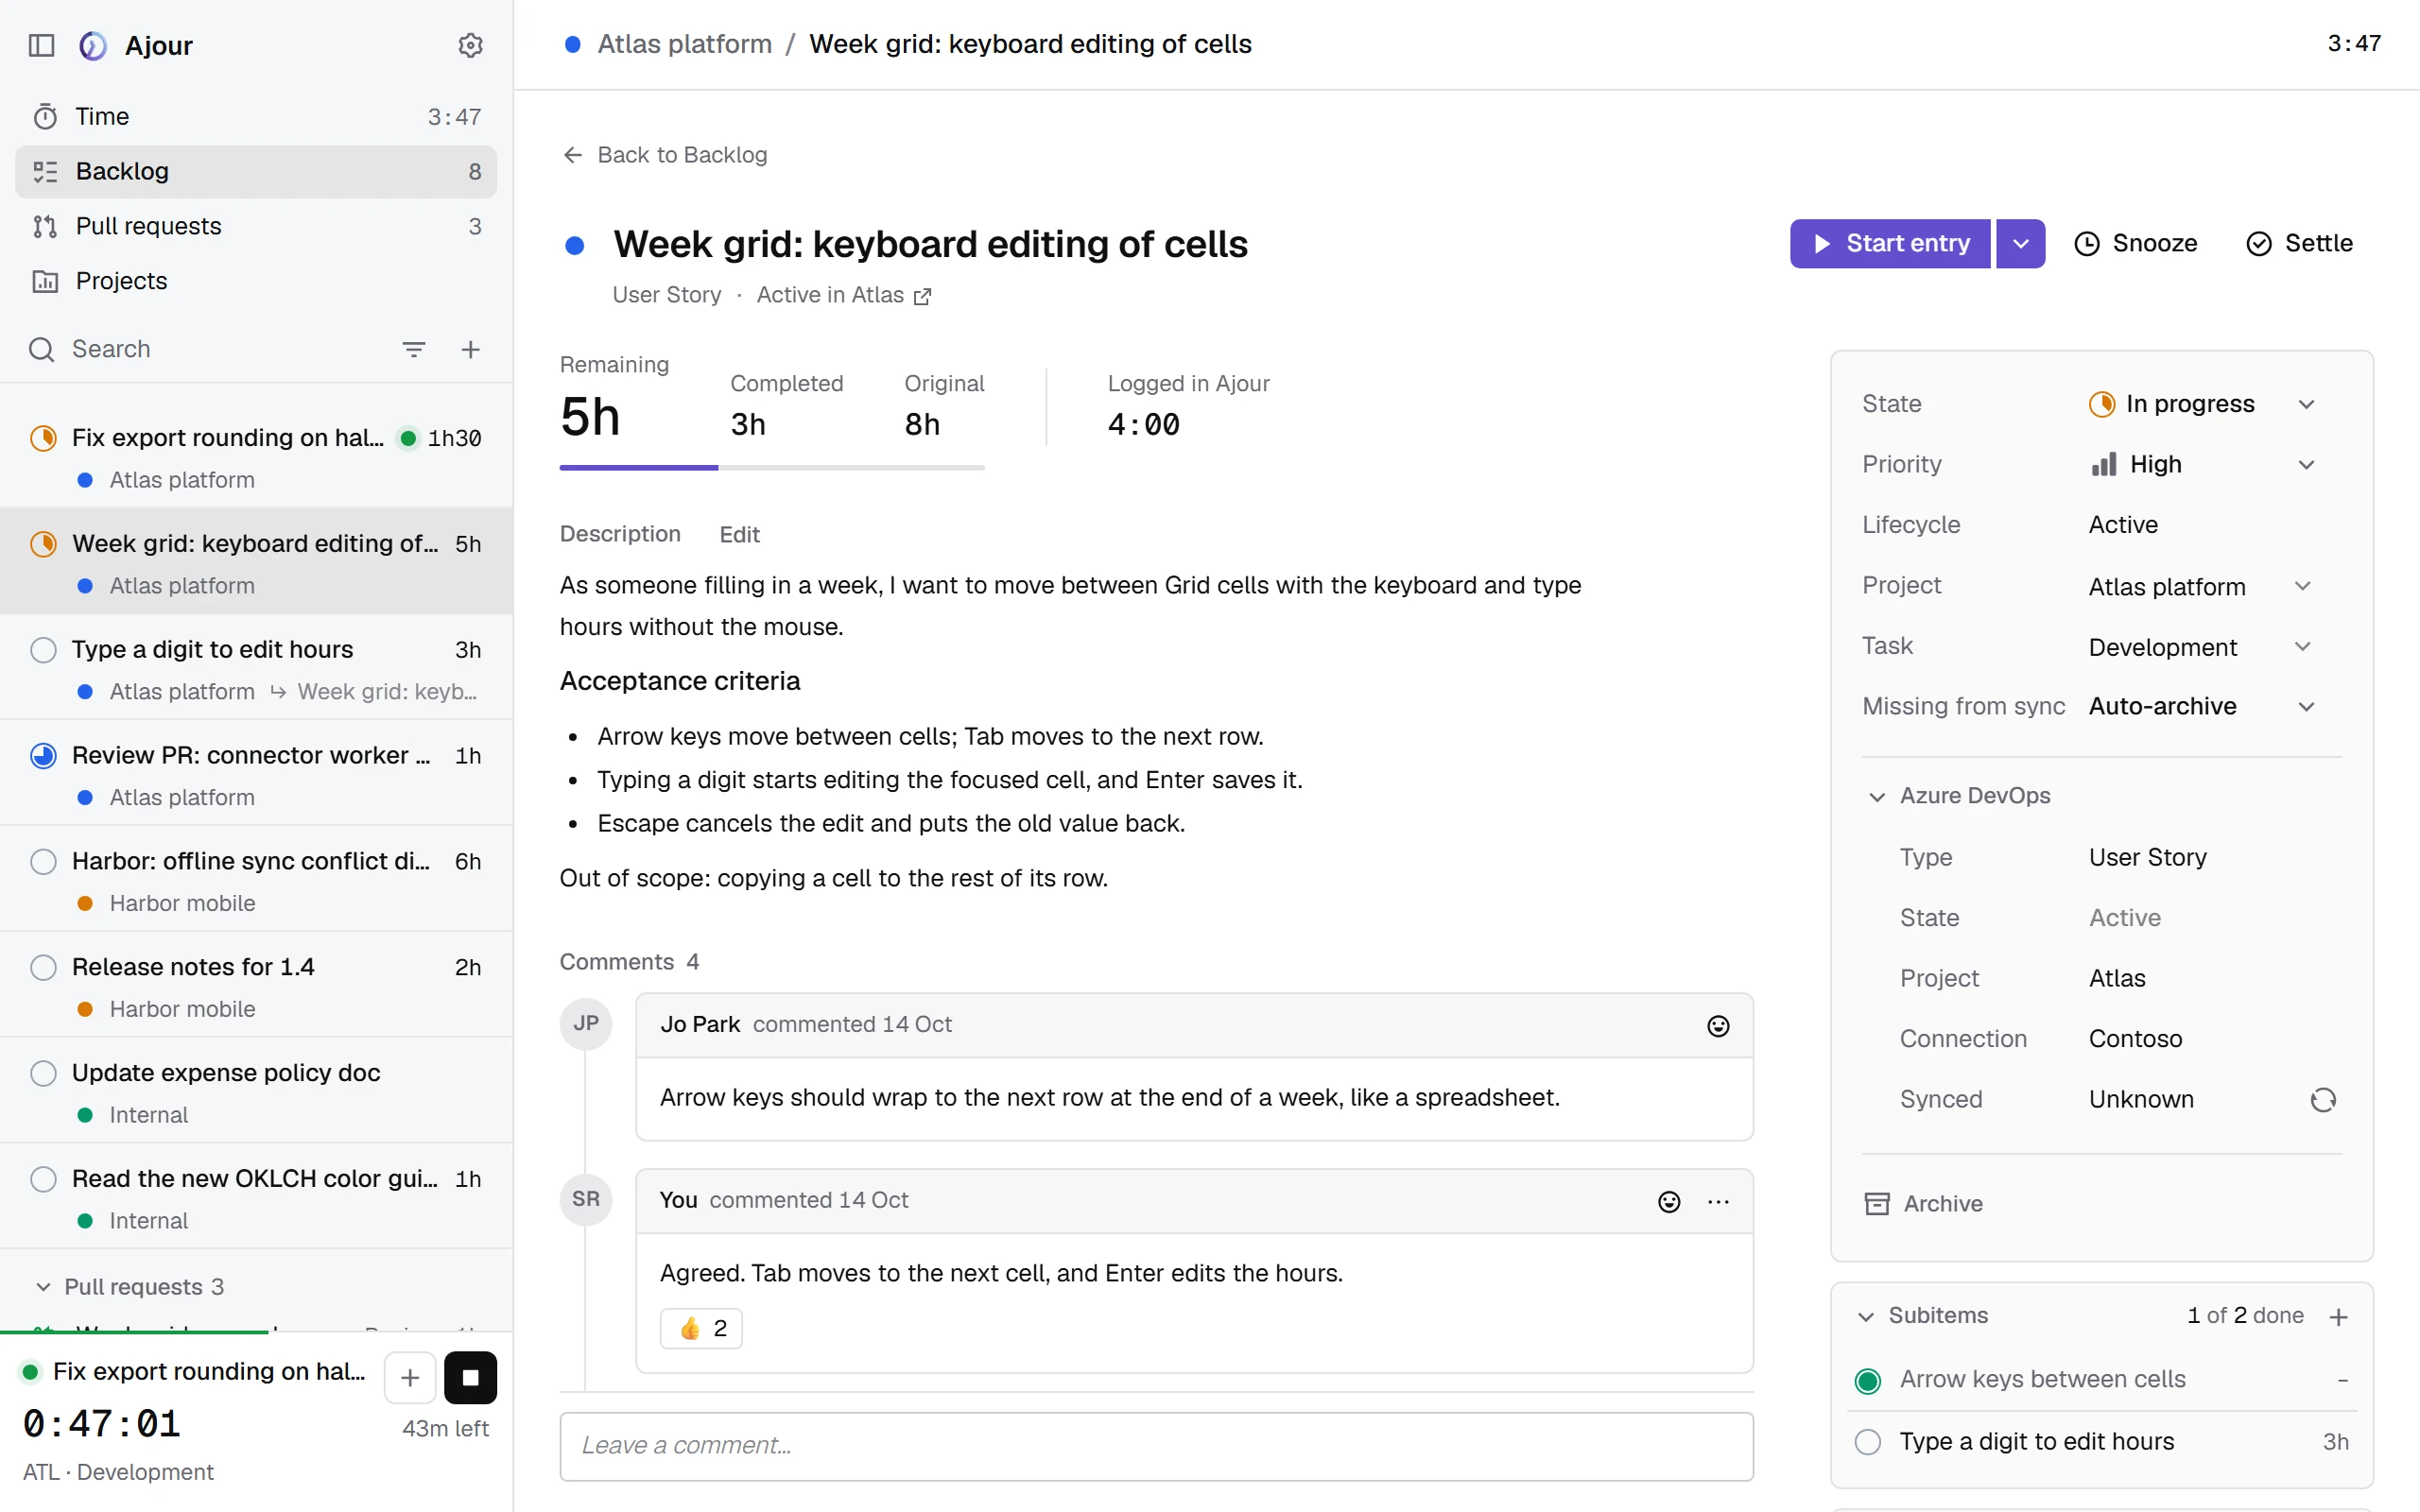 Ajour
Time 3:47
Backlog 8
Pull requests 3
Projects
Search
Fix export rounding on hal... 1h30
Atlas platform
Week grid: keyboard editing of... 5h
Atlas platform
Type a digit to edit hours 3h
Atlas platform Week grid: keyb...
Review PR: connector worker ... 1h
Atlas platform
Harbor: offline sync conflict di... 6h
Harbor mobile
Release notes for 1.4 2h
Harbor mobile
Update expense policy doc
Internal
Read the new OKLCH color gui... 1h
Internal
Pull requests 3
Fix export rounding on hal...
0:47:01 43m left
ATL · Development
Atlas platform / Week grid: keyboard editing of cells 3:47
Back to Backlog
Week grid: keyboard editing of cells
Start entry Snooze Settle
User Story · Active in Atlas
Remaining Completed Original Logged in Ajour
5h 3h 8h 4:00
Description Edit
As someone filling in a week, I want to move between Grid cells with the keyboard and type
hours without the mouse.
Acceptance criteria
• Arrow keys move between cells; Tab moves to the next row.
• Typing a digit starts editing the focused cell, and Enter saves it.
• Escape cancels the edit and puts the old value back.
Out of scope: copying a cell to the rest of its row.
Comments 4
JP Jo Park commented 14 Oct
Arrow keys should wrap to the next row at the end of a week, like a spreadsheet.
SR You commented 14 Oct
Agreed. Tab moves to the next cell, and Enter edits the hours.
👍 2
Leave a comment...
State In progress
Priority High
Lifecycle Active
Project Atlas platform
Task Development
Missing from sync Auto-archive
Azure DevOps
Type User Story
State Active
Project Atlas
Connection Contoso
Synced Unknown
Archive
Subitems 1 of 2 done
Arrow keys between cells -
Type a digit to edit hours 3h